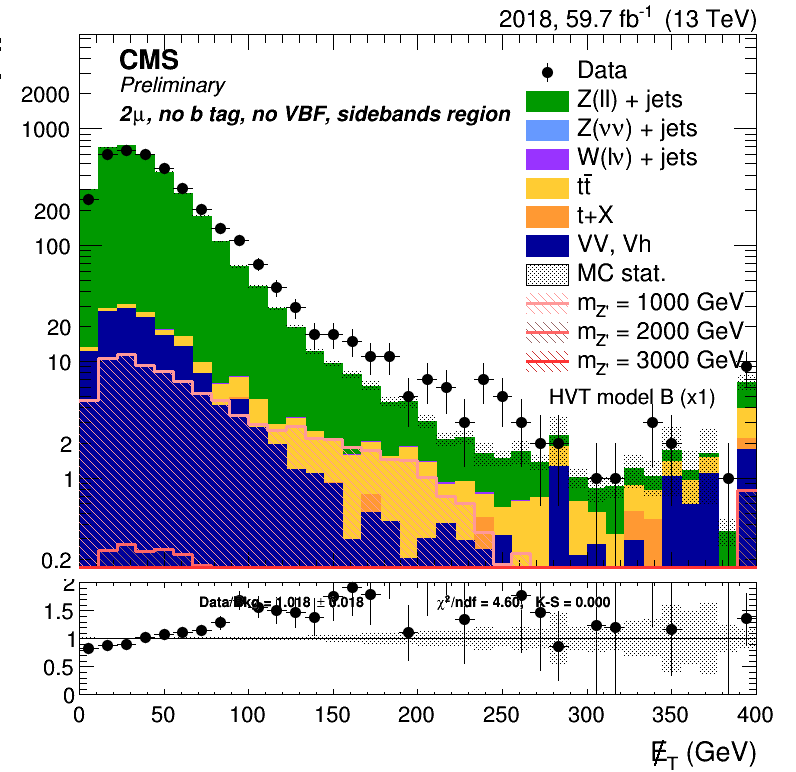 2018, 59.7 fb⁻¹ (13 TeV)
CMS
Preliminary
2μ, no b tag, no VBF, sidebands region
Data
Z(ll) + jets
Z(νν) + jets
W(lν) + jets
tt̄
t+X
VV, Vh
MC stat.
m_Z' = 1000 GeV
m_Z' = 2000 GeV
m_Z' = 3000 GeV
HVT model B (x1)
2000
1000
200
100
20
10
2
1
0.2
Data/Bkg = 1.018 ± 0.018
χ²/ndf = 4.60, K-S = 0.000
2
1.5
1
0.5
0
0 50 100 150 200 250 300 350 400
E̸_T (GeV)